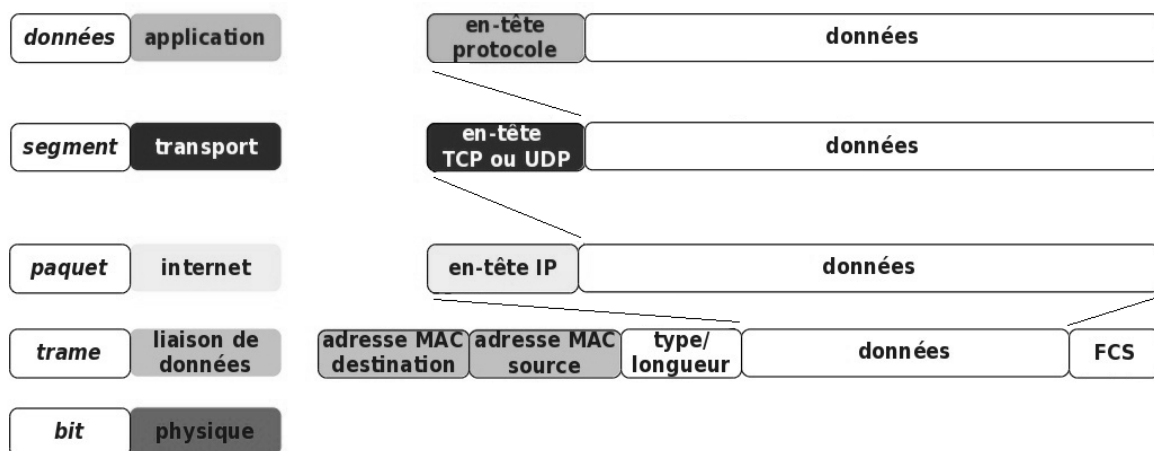 données application
en-tête
protocole
données
segment transport
en-tête
TCP ou UDP
données
paquet internet
en-tête IP
données
trame
liaison de
données
adresse MAC
destination
adresse MAC
source
type/
longueur
données
FCS
bit physique